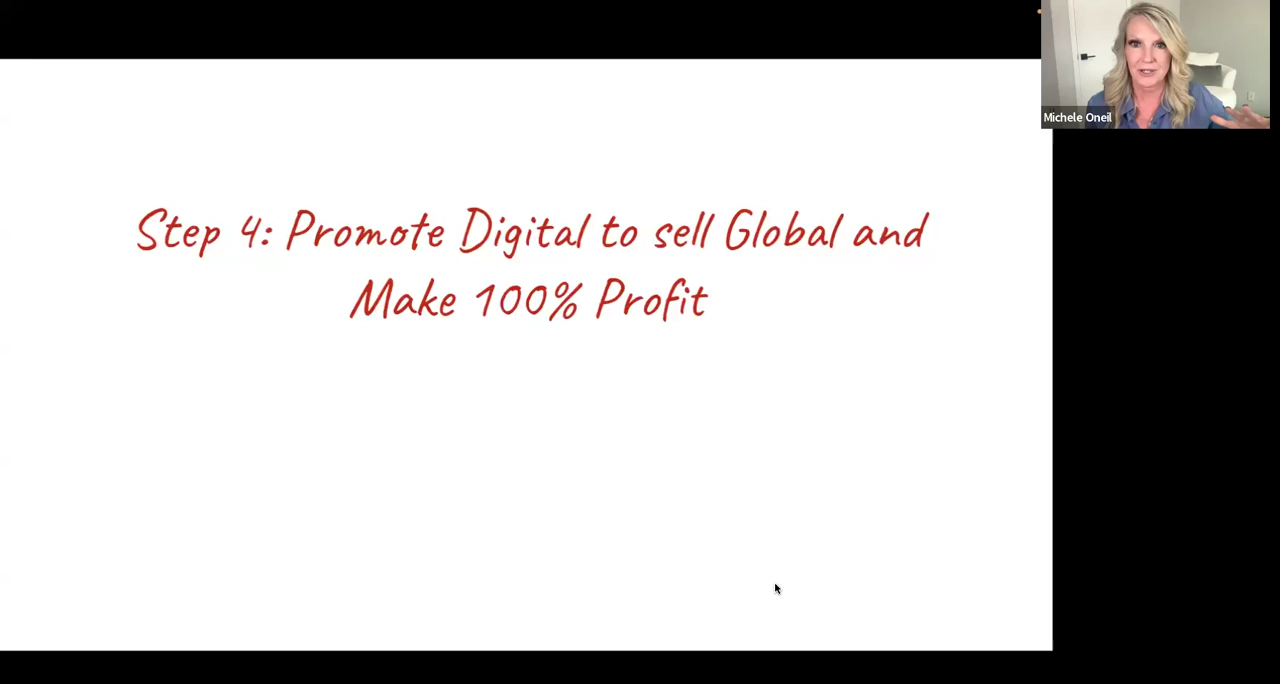 Michele Oneil
Step 4: Promote Digital to sell Global and
Make 100% Profit